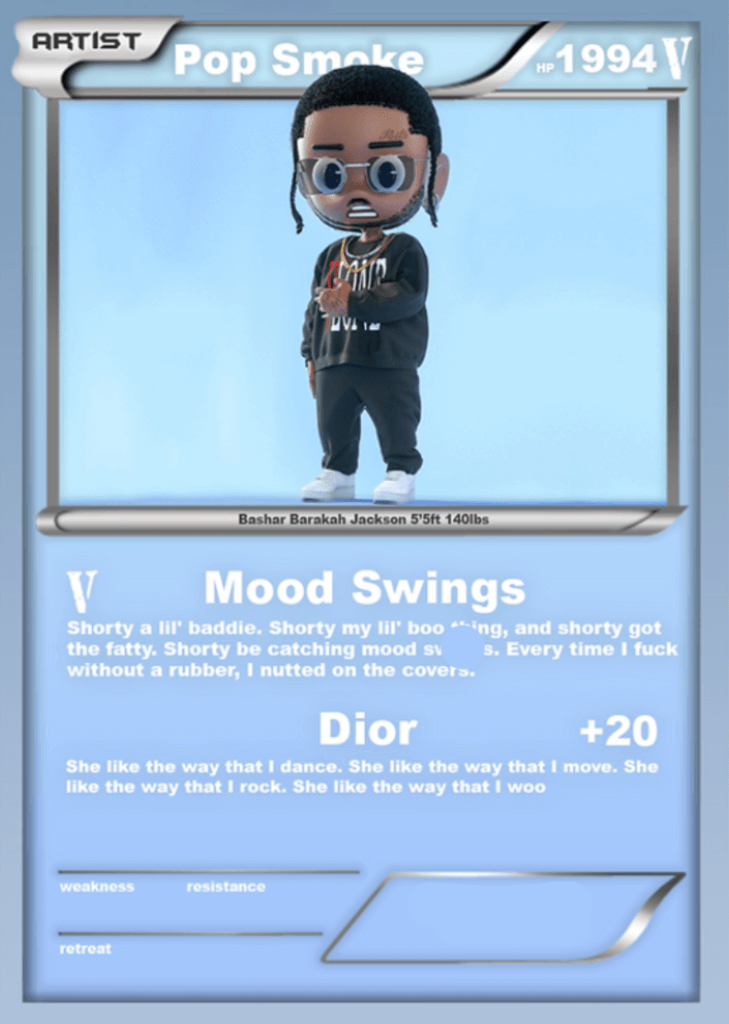 ARTIST
Pop Smoke
HP 1994 V
Bashar Barakah Jackson 5'5ft 140lbs
V Mood Swings
Shorty a lil' baddie. Shorty my lil' boo thing, and shorty got
the fatty. Shorty be catching mood Every time I fuck
without a rubber, I nutted on the covers.
Dior +20
She like the way that I dance. She like the way that I move. She
like the way that I rock. She like the way that I woo
weakness resistance
retreat